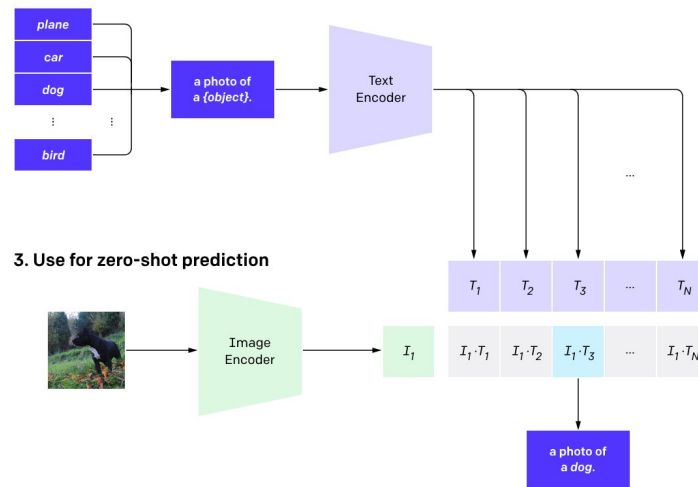 plane
car
dog
⋮ ⋮
bird
a photo of
a {object}.
Text
Encoder
...
3. Use for zero-shot prediction
T1 T2 T3 ... TN
Image
Encoder
I1
I1·T1 I1·T2 I1·T3 ... I1·TN
a photo of
a dog.